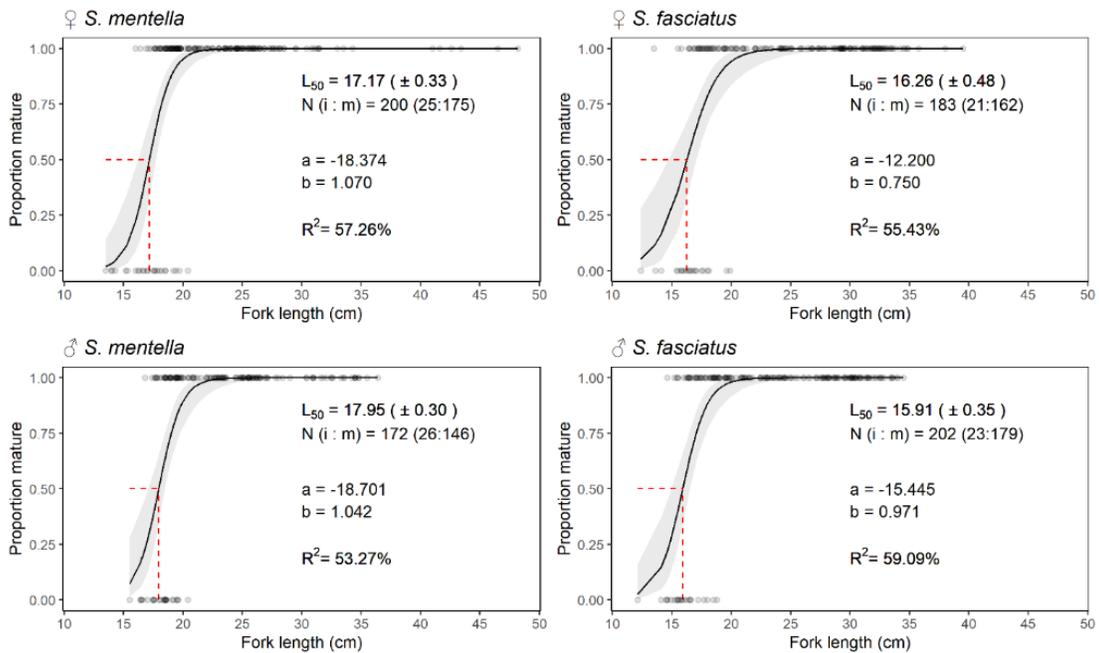 ♀ S. mentella
1.00
0.75
0.50
0.25
0.00
Proportion mature
L50 = 17.17 ( ± 0.33 )
N (i : m) = 200 (25:175)
a = -18.374
b = 1.070
R2= 57.26%
10 15 20 25 30 35 40 45 50
Fork length (cm)
♀ S. fasciatus
1.00
0.75
0.50
0.25
0.00
Proportion mature
L50 = 16.26 ( ± 0.48 )
N (i : m) = 183 (21:162)
a = -12.200
b = 0.750
R2= 55.43%
10 15 20 25 30 35 40 45 50
Fork length (cm)
♂ S. mentella
1.00
0.75
0.50
0.25
0.00
Proportion mature
L50 = 17.95 ( ± 0.30 )
N (i : m) = 172 (26:146)
a = -18.701
b = 1.042
R2= 53.27%
10 15 20 25 30 35 40 45 50
Fork length (cm)
♂ S. fasciatus
1.00
0.75
0.50
0.25
0.00
Proportion mature
L50 = 15.91 ( ± 0.35 )
N (i : m) = 202 (23:179)
a = -15.445
b = 0.971
R2= 59.09%
10 15 20 25 30 35 40 45 50
Fork length (cm)